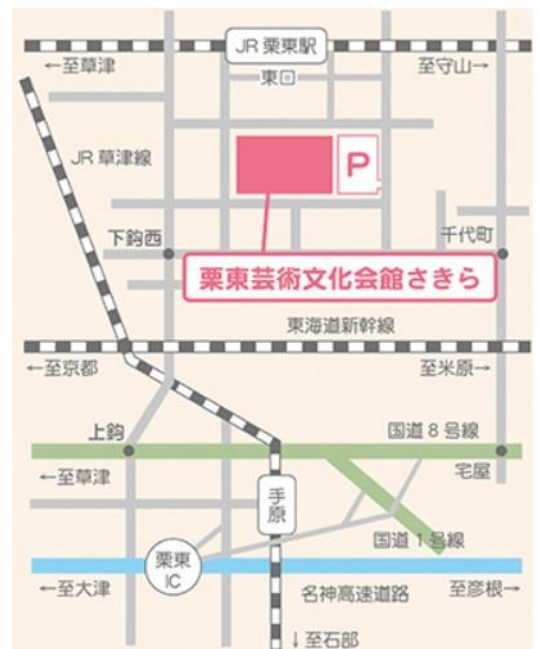 JR 栗東駅
←至草津
東口
至守山→
JR 草津線
P
下鈎西
千代町
栗東芸術文化会館さきら
東海道新幹線
←至京都
至米原→
上鈎
国道 8 号線
←至草津
宅屋
手原
国道 1 号線
栗東
IC
←至大津
名神高速道路
至彦根→
↓至石部